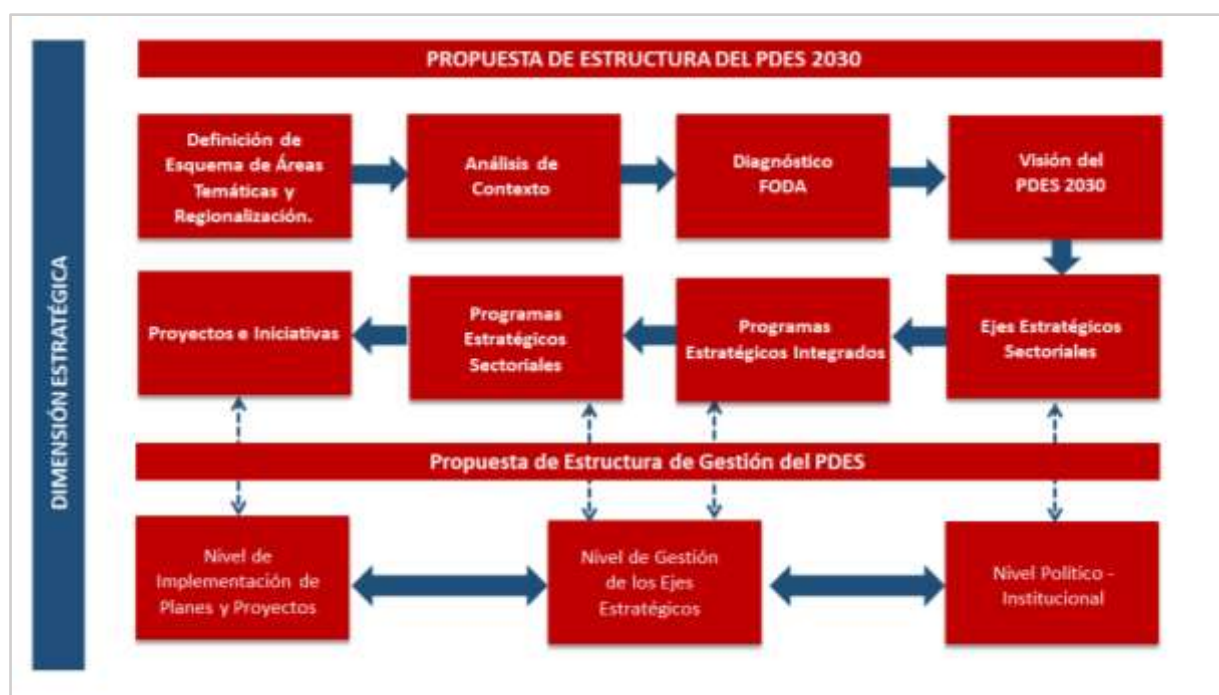 DIMENSIÓN ESTRATÉGICA
PROPUESTA DE ESTRUCTURA DEL PDES 2030
Definición de
Esquema de Áreas
Temáticas y
Regionalización.
Análisis de
Contexto
Diagnóstico
FODA
Visión del
PDES 2030
Proyectos e Iniciativas
Programas
Estratégicos
Sectoriales
Programas
Estratégicos Integrados
Ejes Estratégicos
Sectoriales
Propuesta de Estructura de Gestión del PDES
Nivel de
Implementación de
Planes y Proyectos
Nivel de Gestión
de los Ejes
Estratégicos
Nivel Político -
Institucional